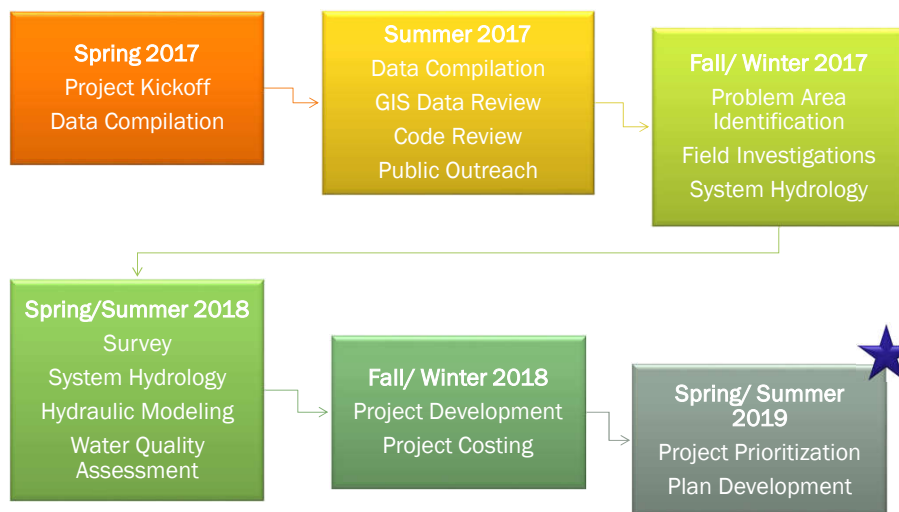 Spring 2017
Project Kickoff
Data Compilation
Summer 2017
Data Compilation
GIS Data Review
Code Review
Public Outreach
Fall/ Winter 2017
Problem Area
Identification
Field Investigations
System Hydrology
Spring/Summer 2018
Survey
System Hydrology
Hydraulic Modeling
Water Quality
Assessment
Fall/ Winter 2018
Project Development
Project Costing
Spring/ Summer
2019
Project Prioritization
Plan Development